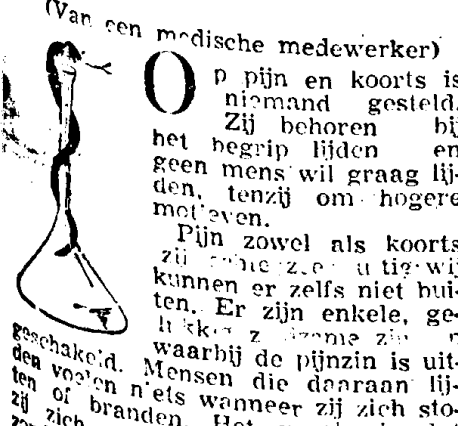 (Van een medische medewerker)
Op pijn en koorts is
niemand gesteld.
Zij behoren bij
het begrip lijden en
geen mens wil graag lij-
den, tenzij om hogere
motieven.
Pijn zowel als koorts
zij
kunnen er zelfs niet bui-
ten. Er zijn enkele, ge-
waarbij de pijnzin is uit-
geschakeld. Mensen die daaraan lij-
den voelen niets wanneer zij zich sto-
ten of branden. Het
zij zich